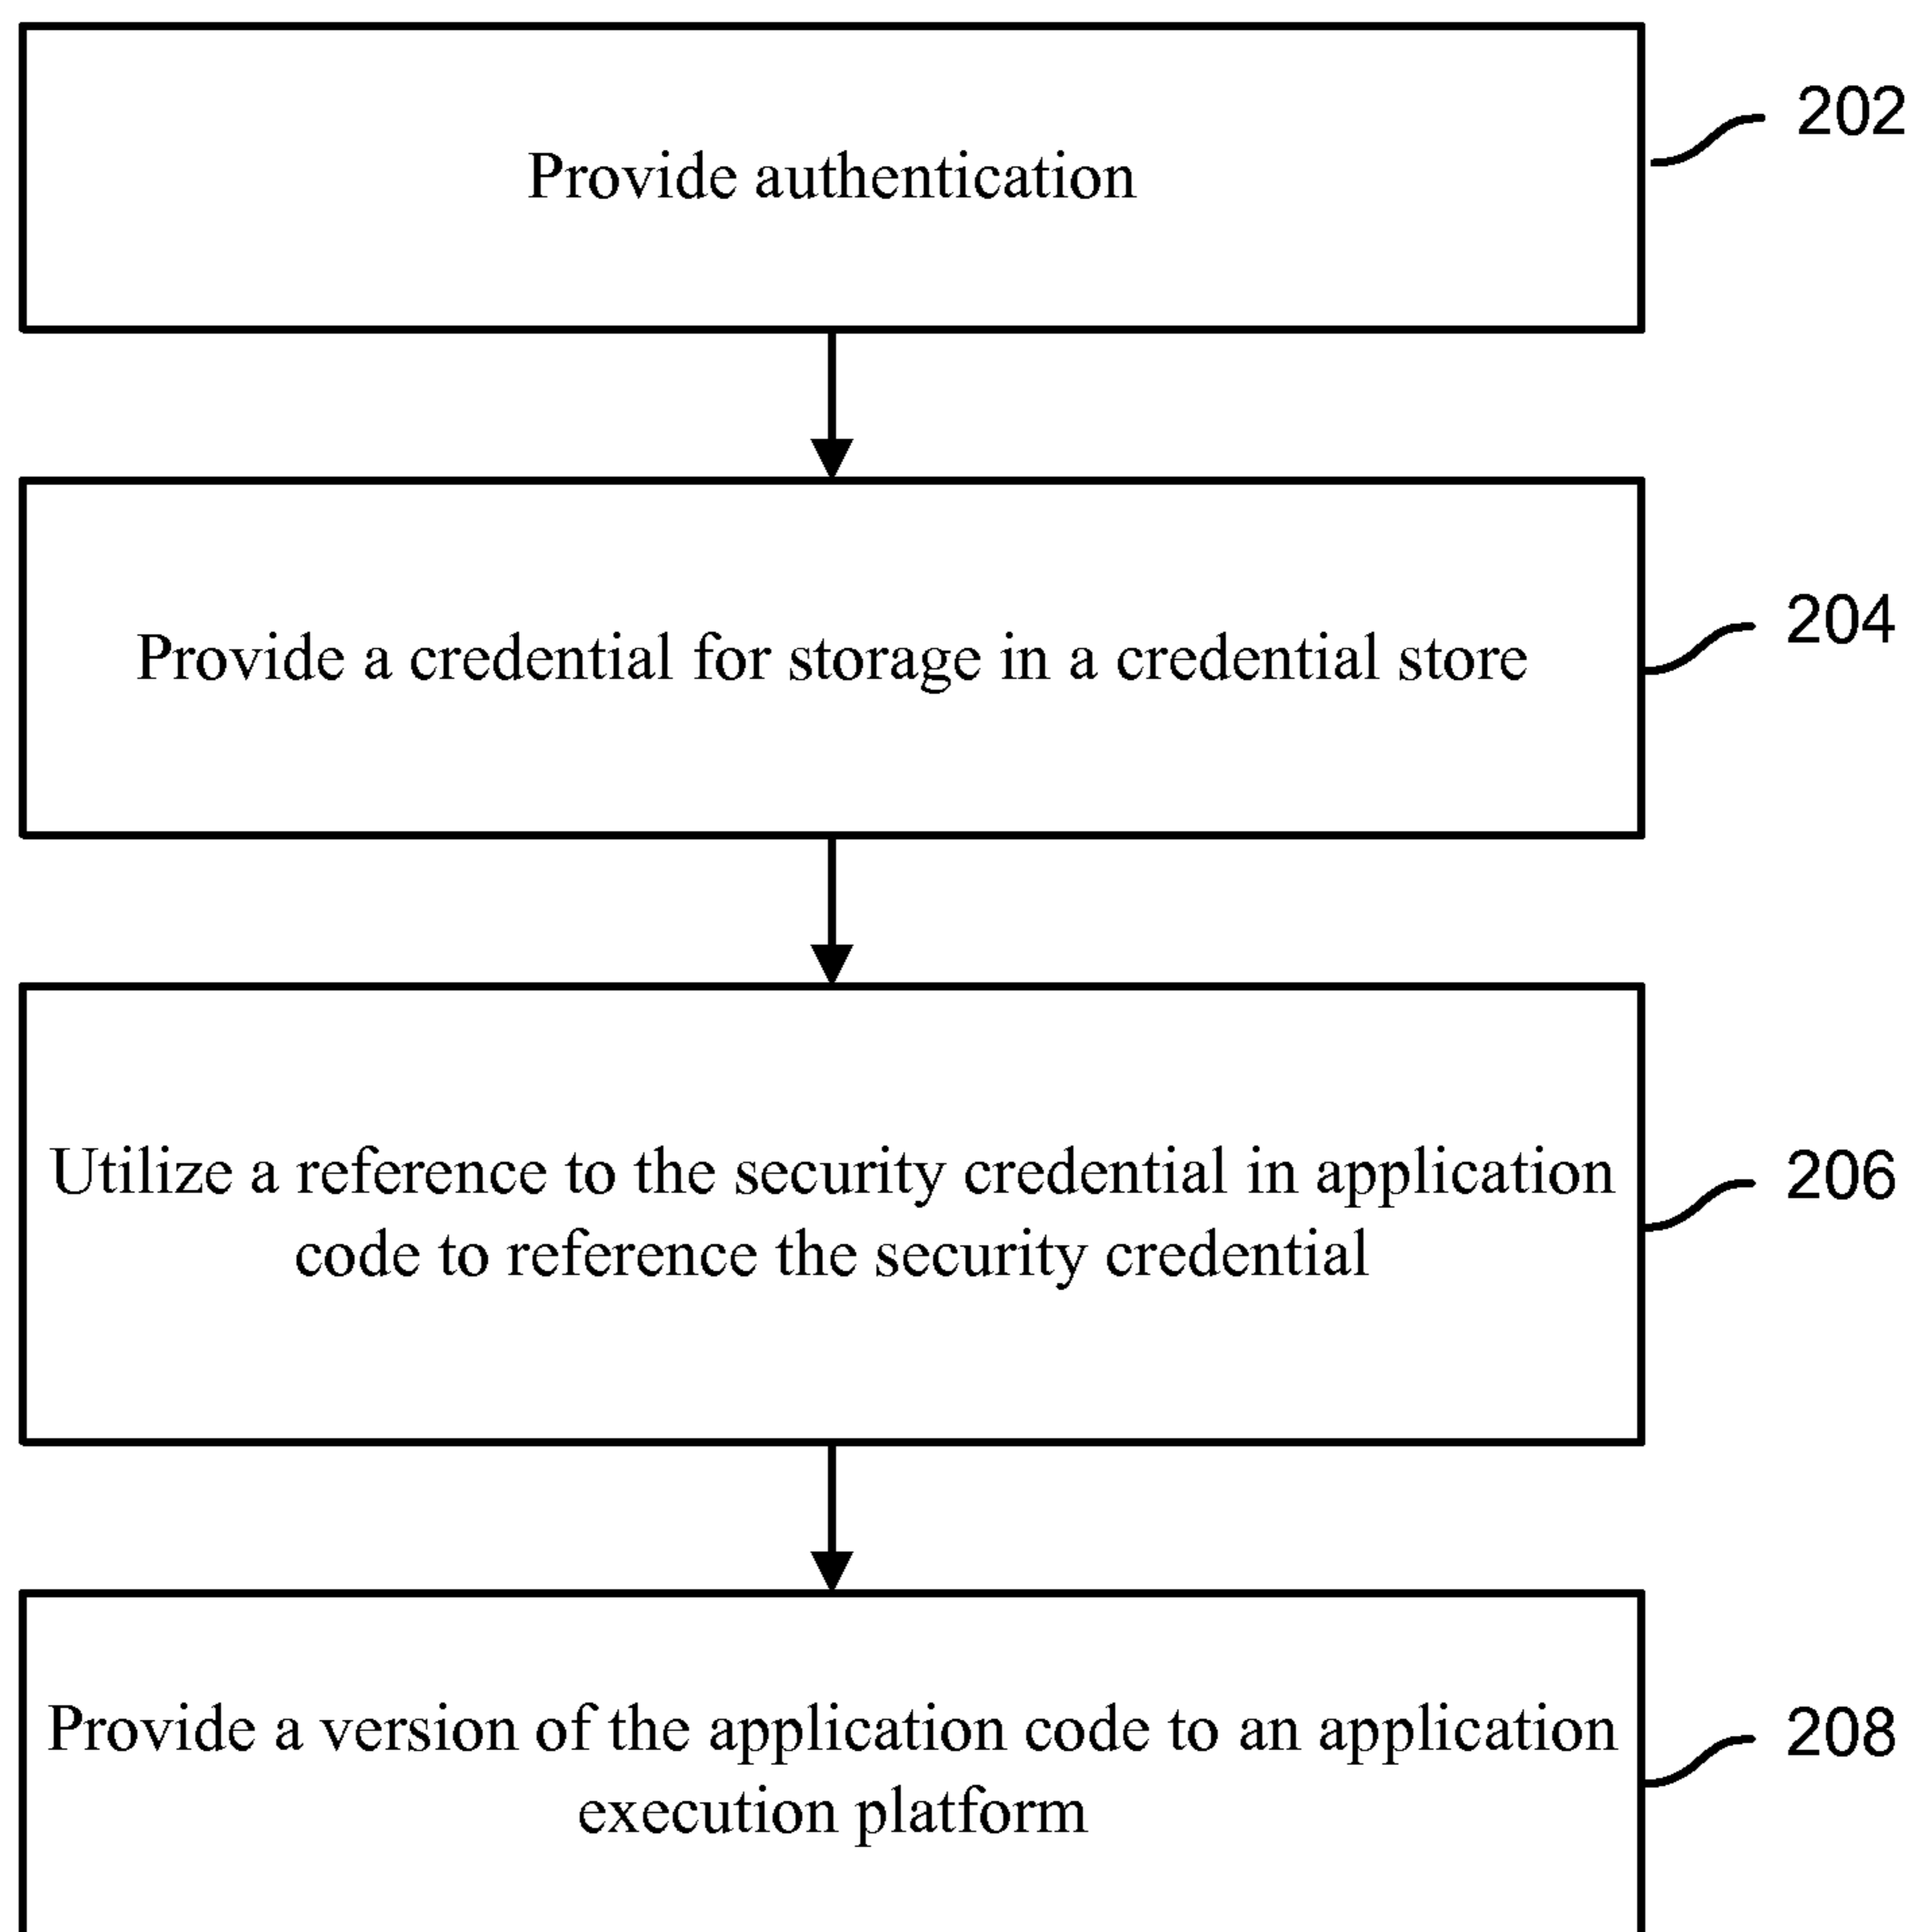 Provide authentication
202
Provide a credential for storage in a credential store
204
Utilize a reference to the security credential in application
code to reference the security credential
206
Provide a version of the application code to an application
execution platform
208